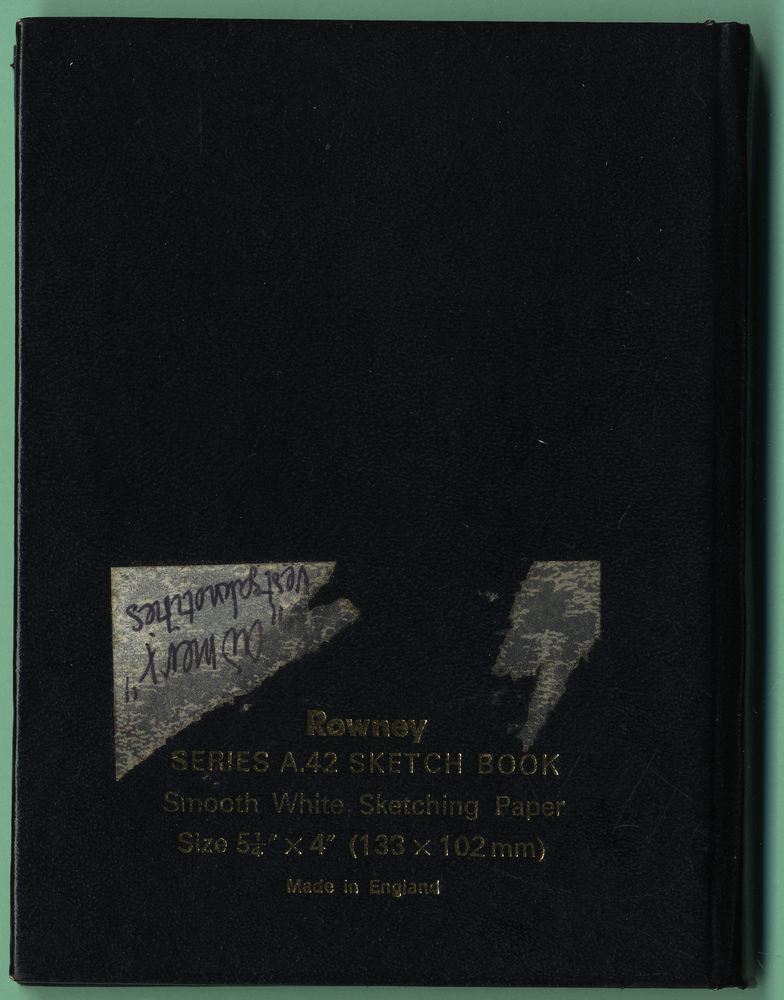 Rowney
SERIES A.42 SKETCH BOOK
Smooth White Sketching Paper
Size 5¼″ × 4″ (133 × 102 mm)
Made in England